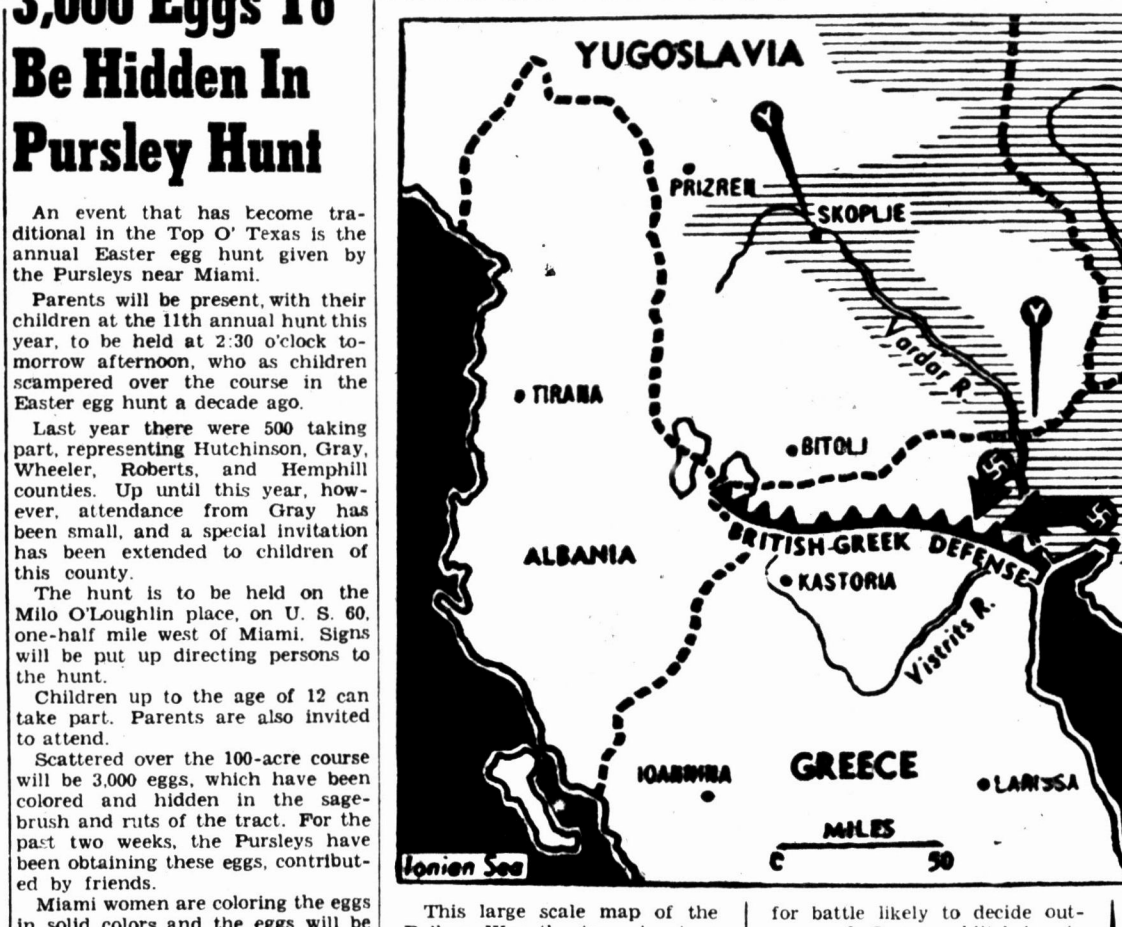 3,000 Eggs To
Be Hidden In
Pursley Hunt
An event that has become tra-
ditional in the Top O' Texas is the
annual Easter egg hunt given by
the Pursleys near Miami.
Parents will be present, with their
children at the 11th annual hunt this
year, to be held at 2:30 o'clock to-
morrow afternoon, who as children
scampered over the course in the
Easter egg hunt a decade ago.
Last year there were 500 taking
part, representing Hutchinson, Gray,
Wheeler, Roberts, and Hemphill
counties. Up until this year, how-
ever, attendance from Gray has
been small, and a special invitation
has been extended to children of
this county.
The hunt is to be held on the
Milo O'Loughlin place, on U. S. 60,
one-half mile west of Miami. Signs
will be put up directing persons to
the hunt.
Children up to the age of 12 can
take part. Parents are also invited
to attend.
Scattered over the 100-acre course
will be 3,000 eggs, which have been
colored and hidden in the sage-
brush and ruts of the tract. For the
past two weeks, the Pursleys have
been obtaining these eggs, contribut-
ed by friends.
Miami women are coloring the eggs
in solid colors and the eggs will be
YUGOSLAVIA
Y
PRIZREN
SKOPLJE
Y
Vardar R.
TIRANA
BITOLJ
BRITISH-GREEK DEFENSE
ALBANIA
KASTORIA
Vistrits R.
IOANNINA
GREECE
LARISSA
MILES
0 50
Ionian Sea
This large scale map of the
for battle likely to decide out-